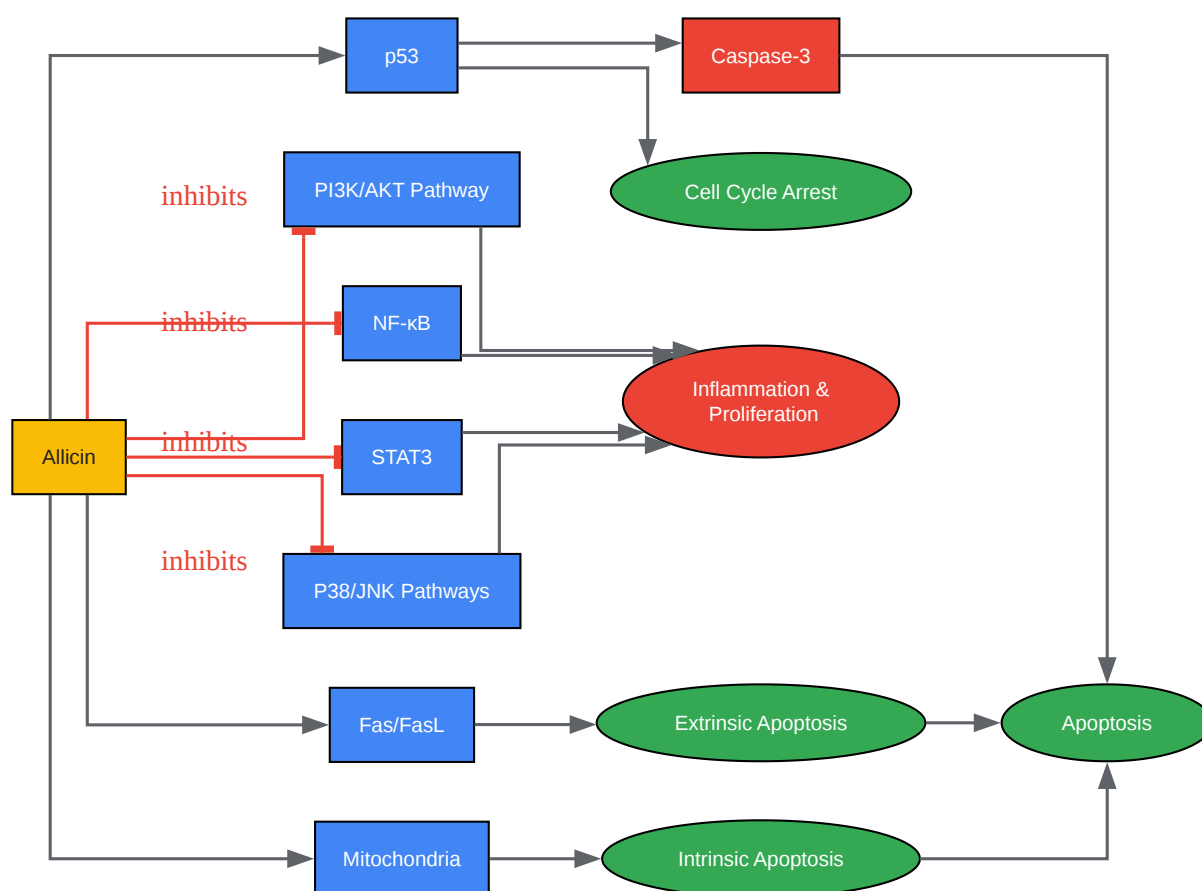 p53
Caspase-3
inhibits
PI3K/AKT Pathway
Cell Cycle Arrest
inhibits
NF-κB
Inflammation &
Proliferation
Allicin
inhibits
STAT3
inhibits
P38/JNK Pathways
Fas/FasL
Extrinsic Apoptosis
Apoptosis
Mitochondria
Intrinsic Apoptosis